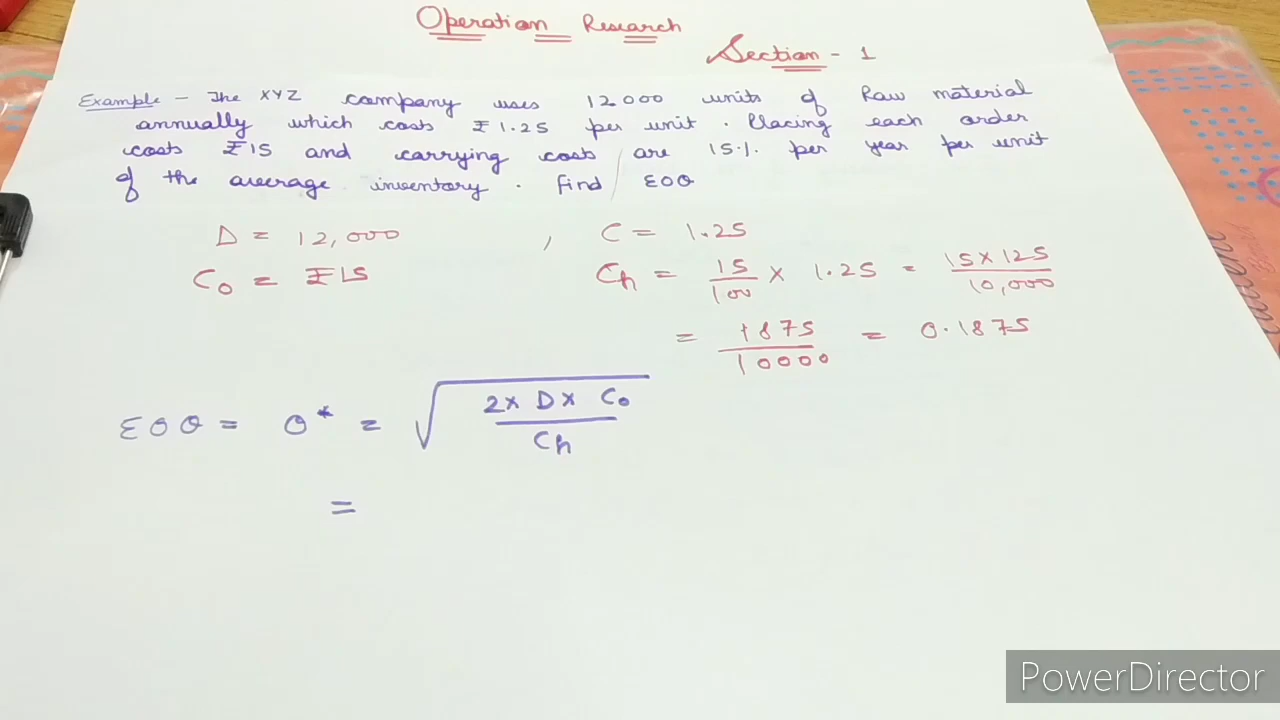 Operation Research
Section - 1
Example - The XYZ company uses 12000 units of Raw material
annually which costs ₹1.25 per unit. Placing each order
costs ₹15 and carrying costs are 15% per year per unit
of the average inventory. Find EOQ
D = 12,000 , C = 1.25
C₀ = ₹15
Ch = 15/100 × 1.25 = 15×125/10,000
= 1875/10000 = 0.1875
EOQ = Q* = √(2× D× C₀/Ch)
=
PowerDirector